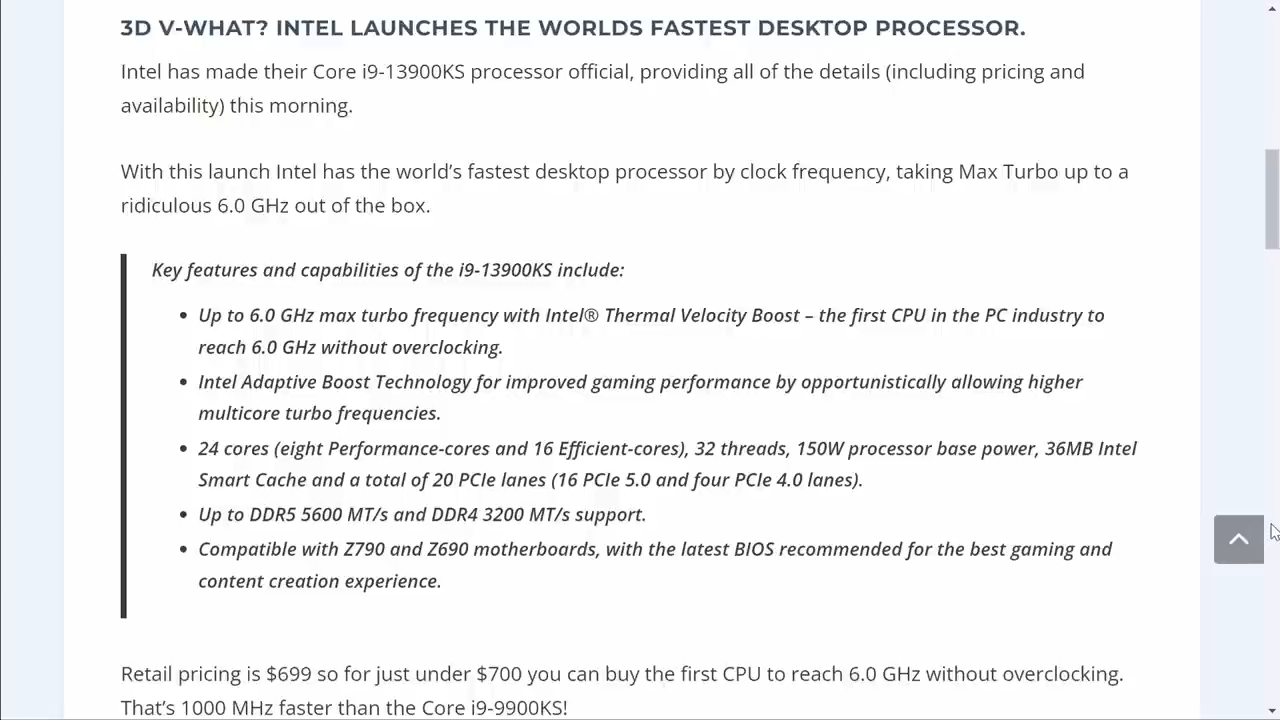 3D V-WHAT? INTEL LAUNCHES THE WORLDS FASTEST DESKTOP PROCESSOR.
Intel has made their Core i9-13900KS processor official, providing all of the details (including pricing and
availability) this morning.
With this launch Intel has the world’s fastest desktop processor by clock frequency, taking Max Turbo up to a
ridiculous 6.0 GHz out of the box.
Key features and capabilities of the i9-13900KS include:
• Up to 6.0 GHz max turbo frequency with Intel® Thermal Velocity Boost – the first CPU in the PC industry to
reach 6.0 GHz without overclocking.
• Intel Adaptive Boost Technology for improved gaming performance by opportunistically allowing higher
multicore turbo frequencies.
• 24 cores (eight Performance-cores and 16 Efficient-cores), 32 threads, 150W processor base power, 36MB Intel
Smart Cache and a total of 20 PCIe lanes (16 PCIe 5.0 and four PCIe 4.0 lanes).
• Up to DDR5 5600 MT/s and DDR4 3200 MT/s support.
• Compatible with Z790 and Z690 motherboards, with the latest BIOS recommended for the best gaming and
content creation experience.
Retail pricing is $699 so for just under $700 you can buy the first CPU to reach 6.0 GHz without overclocking.
That’s 1000 MHz faster than the Core i9-9900KS!